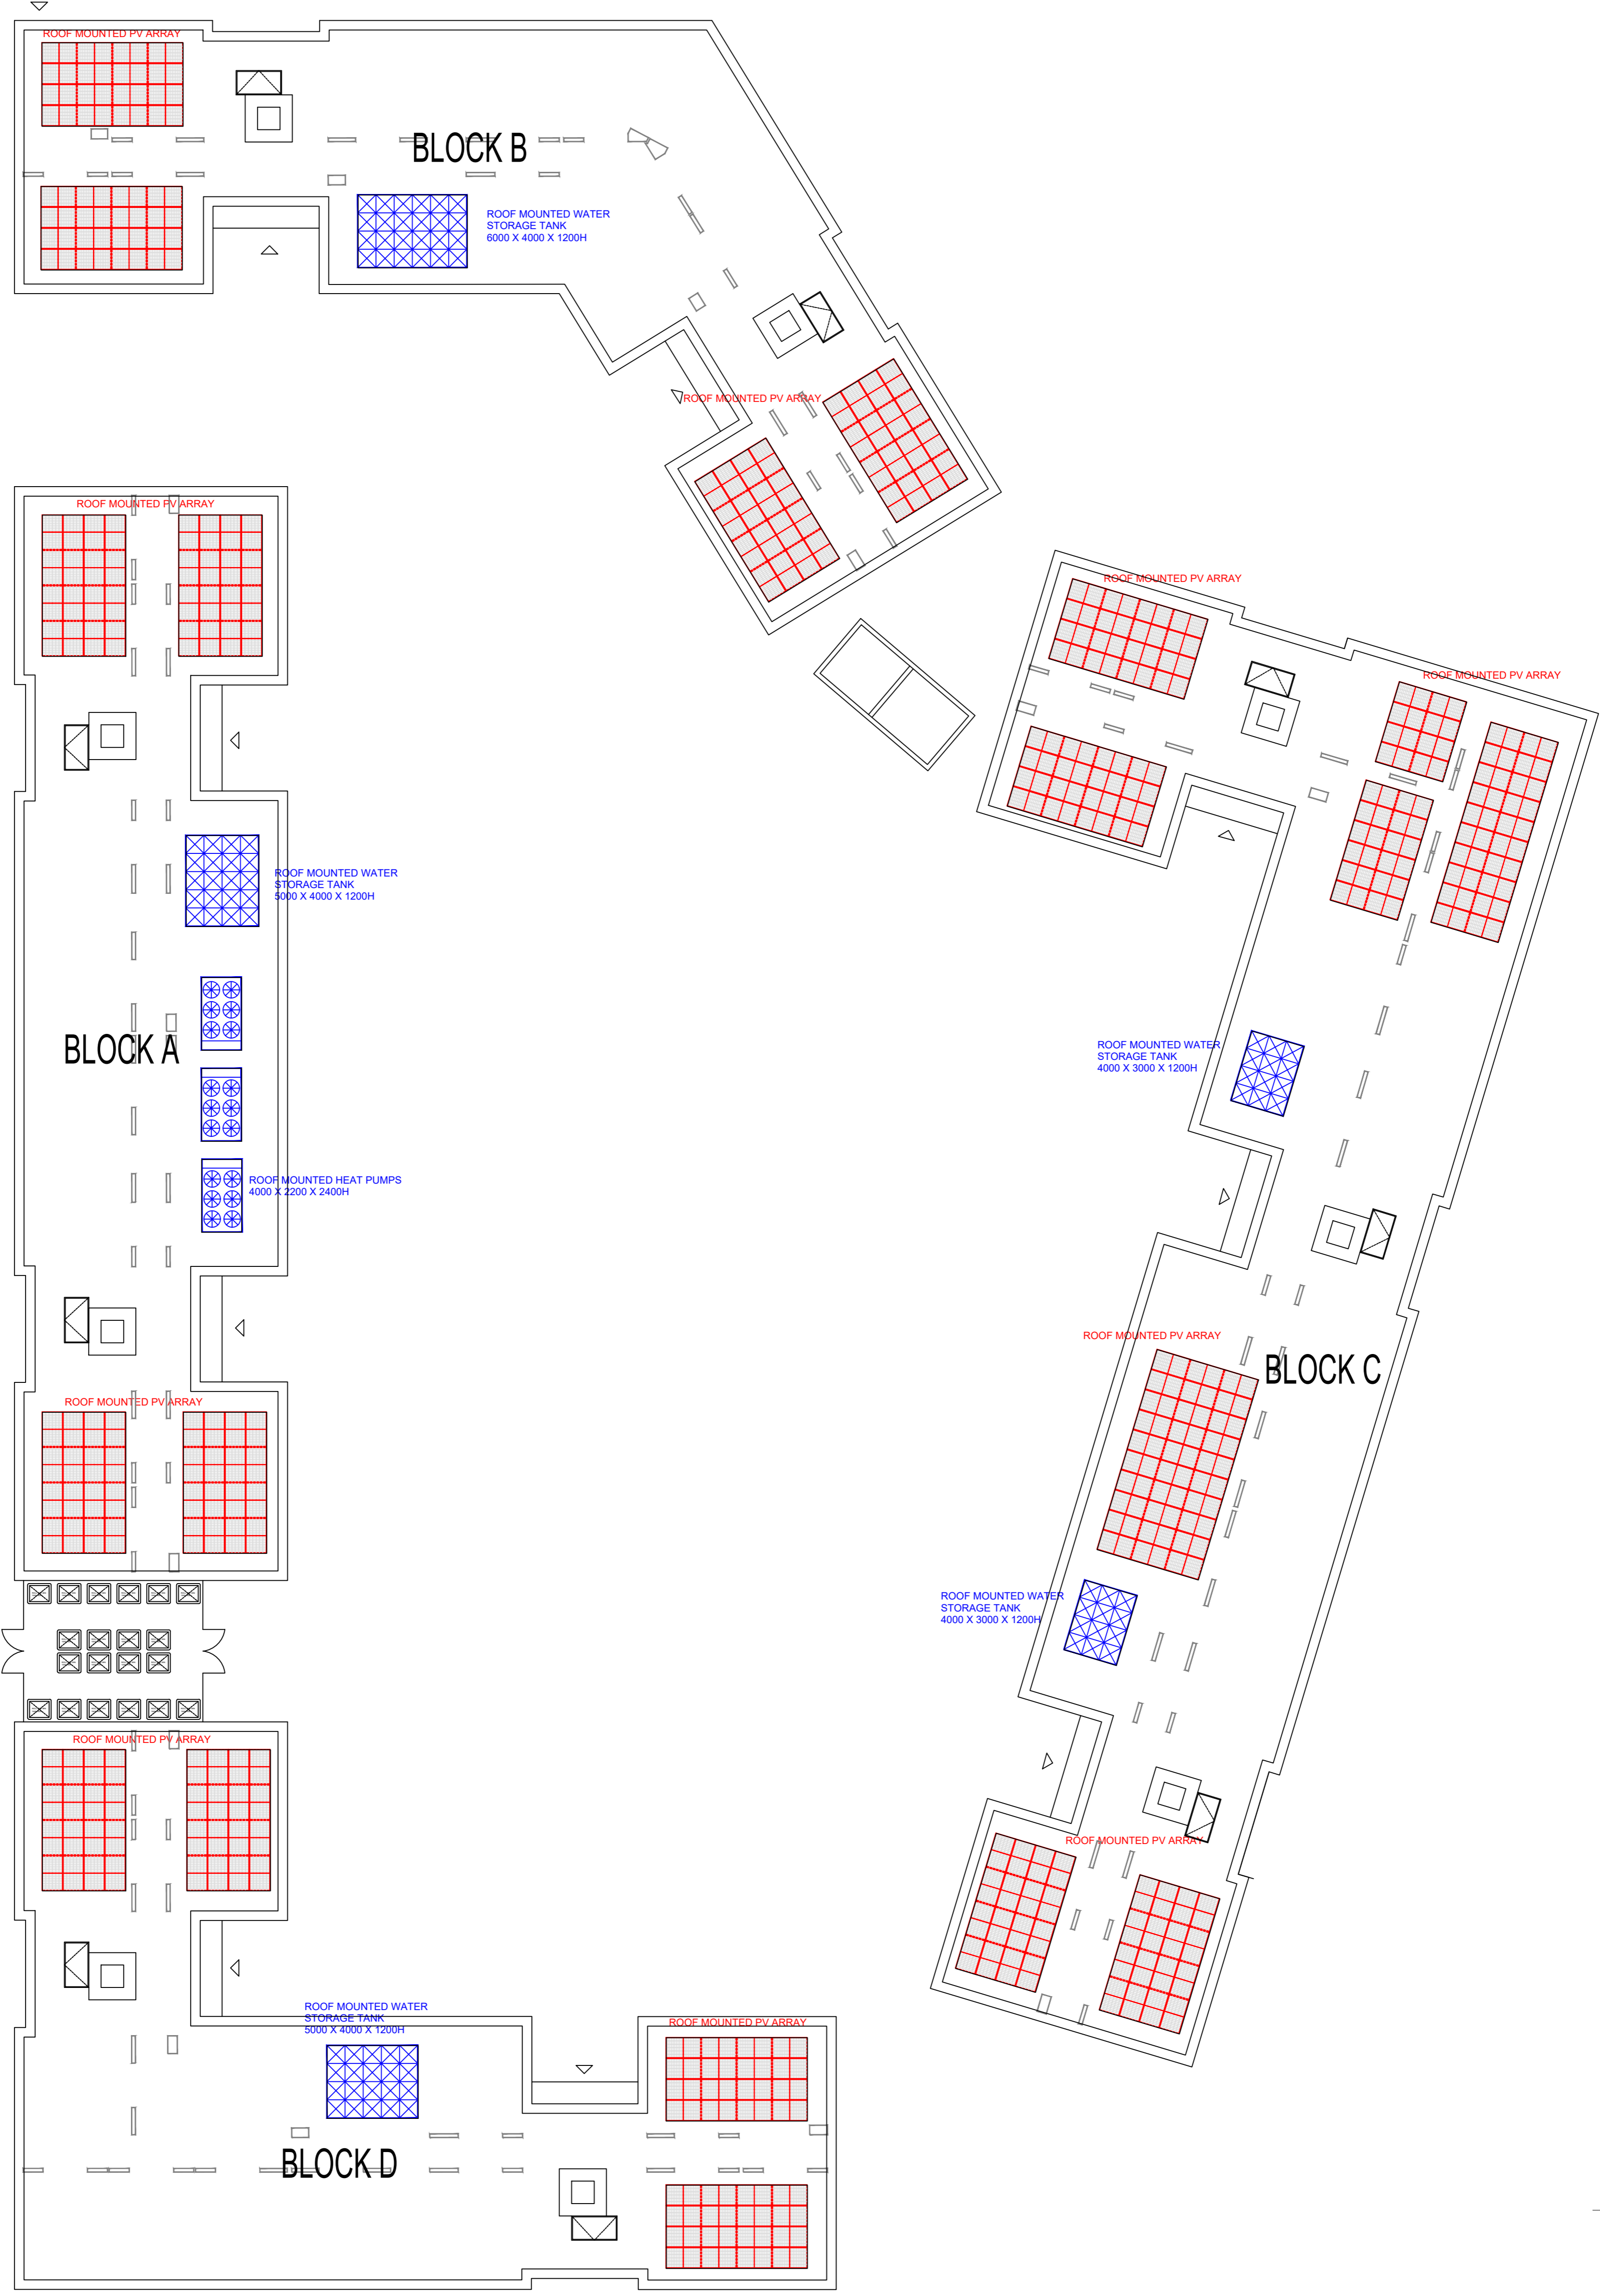 ROOF MOUNTED PV ARRAY
BLOCK B
ROOF MOUNTED WATER
STORAGE TANK
6000 X 4000 X 1200H
ROOF MOUNTED PV ARRAY
ROOF MOUNTED PV ARRAY
ROOF MOUNTED PV ARRAY
ROOF MOUNTED PV ARRAY
ROOF MOUNTED WATER
STORAGE TANK
5000 X 4000 X 1200H
BLOCK A
ROOF MOUNTED WATER
STORAGE TANK
4000 X 3000 X 1200H
ROOF MOUNTED HEAT PUMPS
4000 X 2200 X 2400H
ROOF MOUNTED PV ARRAY
BLOCK C
ROOF MOUNTED PV ARRAY
ROOF MOUNTED WATER
STORAGE TANK
4000 X 3000 X 1200H
ROOF MOUNTED PV ARRAY
ROOF MOUNTED PV ARRAY
ROOF MOUNTED WATER
STORAGE TANK
5000 X 4000 X 1200H
ROOF MOUNTED PV ARRAY
BLOCK D